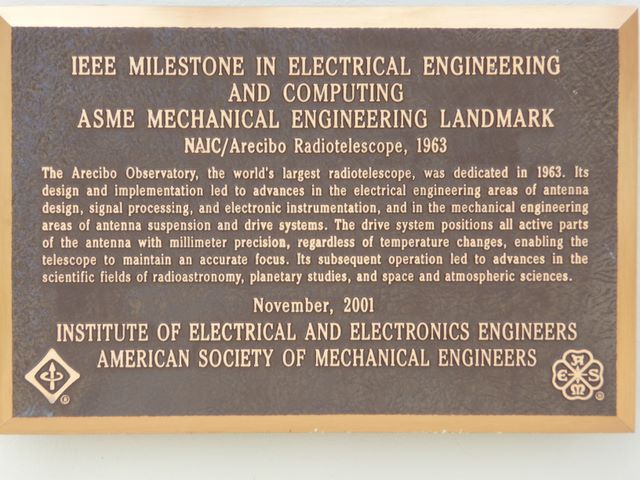 IEEE MILESTONE IN ELECTRICAL ENGINEERING
AND COMPUTING
ASME MECHANICAL ENGINEERING LANDMARK
NAIC/Arecibo Radiotelescope, 1963
The Arecibo Observatory, the world's largest radiotelescope, was dedicated in 1963. Its
design and implementation led to advances in the electrical engineering areas of antenna
design, signal processing, and electronic instrumentation, and in the mechanical engineering
areas of antenna suspension and drive systems. The drive system positions all active parts
of the antenna with millimeter precision, regardless of temperature changes, enabling the
telescope to maintain an accurate focus. Its subsequent operation led to advances in the
scientific fields of radioastronomy, planetary studies, and space and atmospheric sciences.
November, 2001
INSTITUTE OF ELECTRICAL AND ELECTRONICS ENGINEERS
AMERICAN SOCIETY OF MECHANICAL ENGINEERS
®
A S M E ®